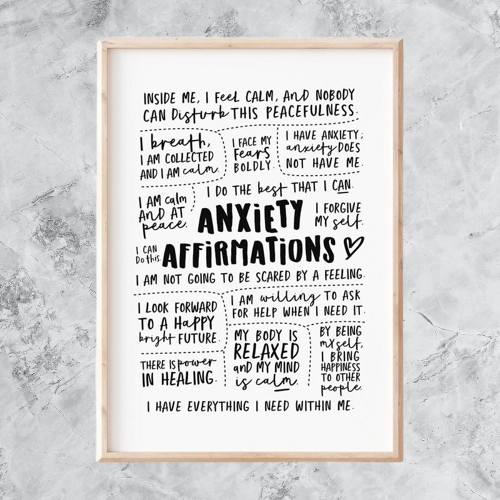 INSIDE ME, I FEEL CALM, AND NOBODY
CAN Disturb THIS PEACEFULNESS.
I breath,
I AM COLLECTED
AND I AM calm.
I FACE MY
Fears
BOLDLY.
I HAVE ANXIETY;
anxiety DOES
NOT HAVE ME.
I DO THE best THAT I CAN.
I AM calm
AND AT
peace.
ANXIETY
I FORGIVE
MY self.
I CAN
Do this.
AFFIRMATIONS
I AM NOT GOING TO BE SCARED BY A FEELING.
I LOOK FORWARD
TO A HAPPY
bright FUTURE.
I AM willing TO ASK
FOR HELP WHEN I NEED IT.
THERE IS power
IN HEALING.
MY BODY IS
RELAXED
and MY MIND
is calm.
BY BEING
myself,
I BRING
HAPPINESS
TO OTHER
people.
I HAVE EVERYTHING I NEED WITHIN ME.